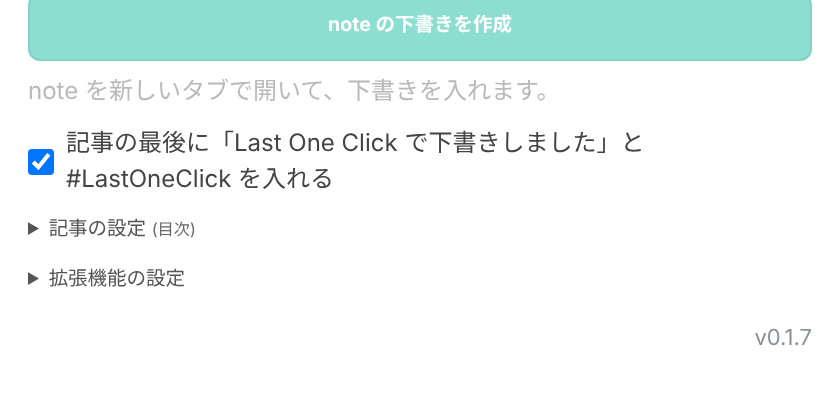 note の下書きを作成
note を新しいタブで開いて、下書きを入れます。
記事の最後に「Last One Click で下書きしました」と
#LastOneClick を入れる
▶ 記事の設定 (目次)
▶ 拡張機能の設定
v0.1.7